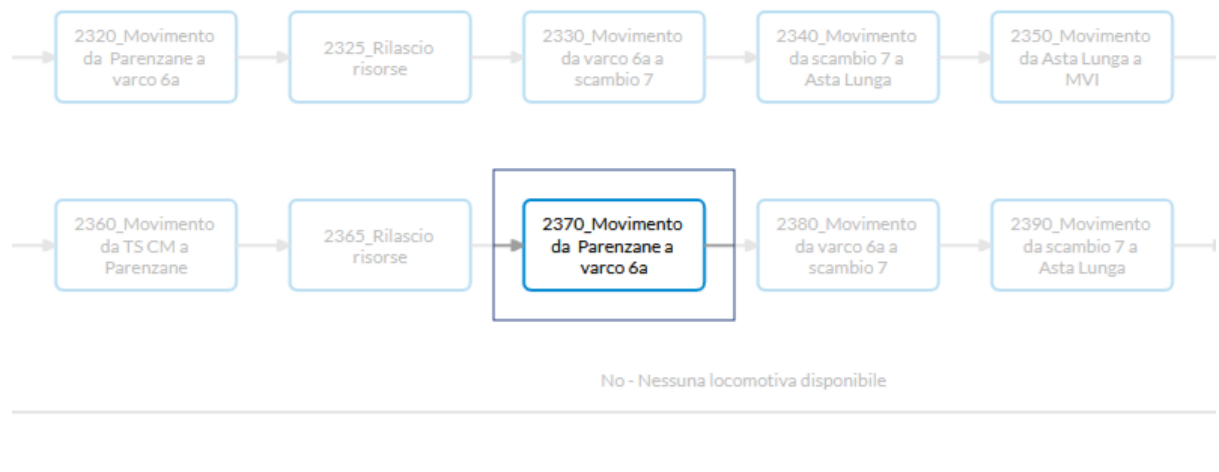 2320_Movimento
da Parenzane a
varco 6a
2325_Rilascio
risorse
2330_Movimento
da varco 6a a
scambio 7
2340_Movimento
da scambio 7 a
Asta Lunga
2350_Movimento
da Asta Lunga a
MVI
2360_Movimento
da TS CM a
Parenzane
2365_Rilascio
risorse
2370_Movimento
da Parenzane a
varco 6a
2380_Movimento
da varco 6a a
scambio 7
2390_Movimento
da scambio 7 a
Asta Lunga
No - Nessuna locomotiva disponibile